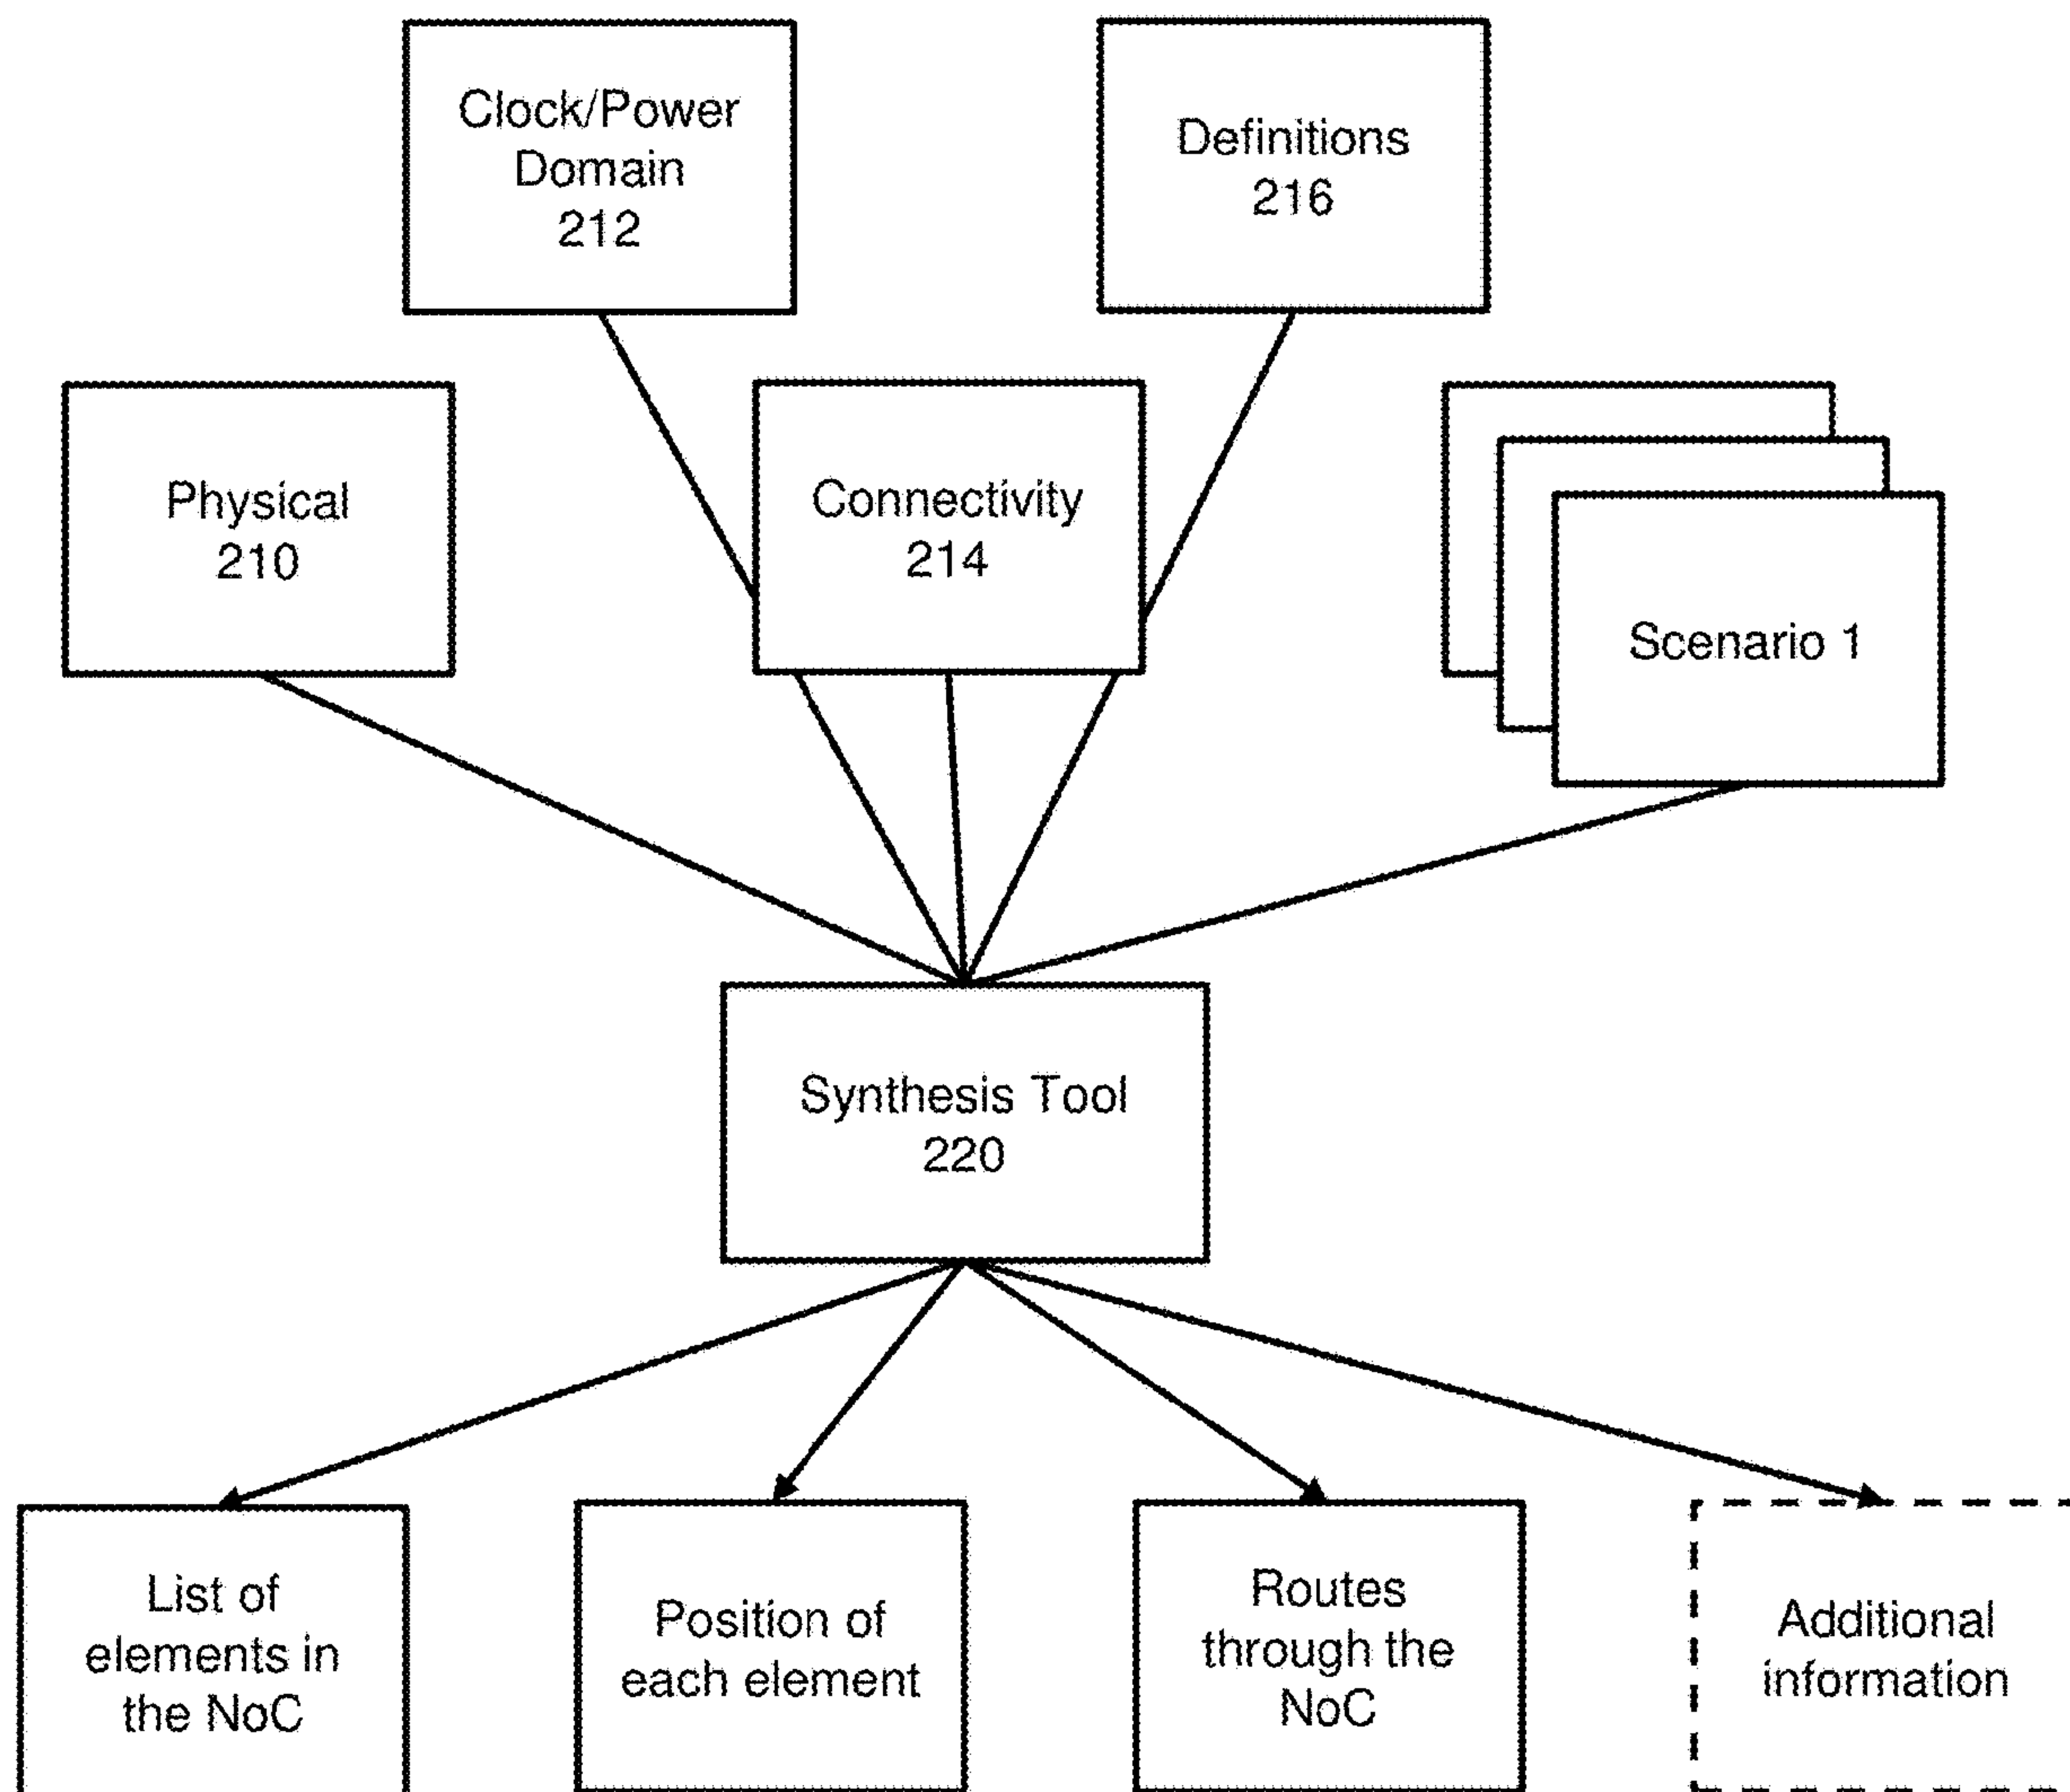 Clock/Power
Domain
212
Definitions
216
Physical
210
Connectivity
214
Scenario 1
Synthesis Tool
220
List of
elements in
the NoC
Position of
each element
Routes
through the
NoC
Additional
information